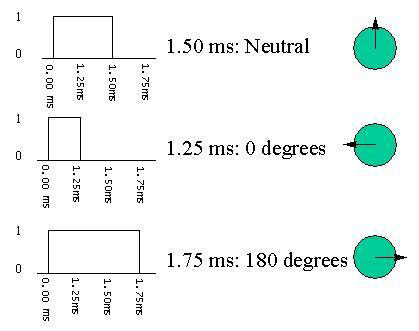 1
0
0.00 ms
1.25ms
1.50ms
1.75ms
1.50 ms: Neutral
1
0
0.00 ms
1.25ms
1.50ms
1.75ms
1.25 ms: 0 degrees
1
0
0.00 ms
1.25ms
1.50ms
1.75ms
1.75 ms: 180 degrees